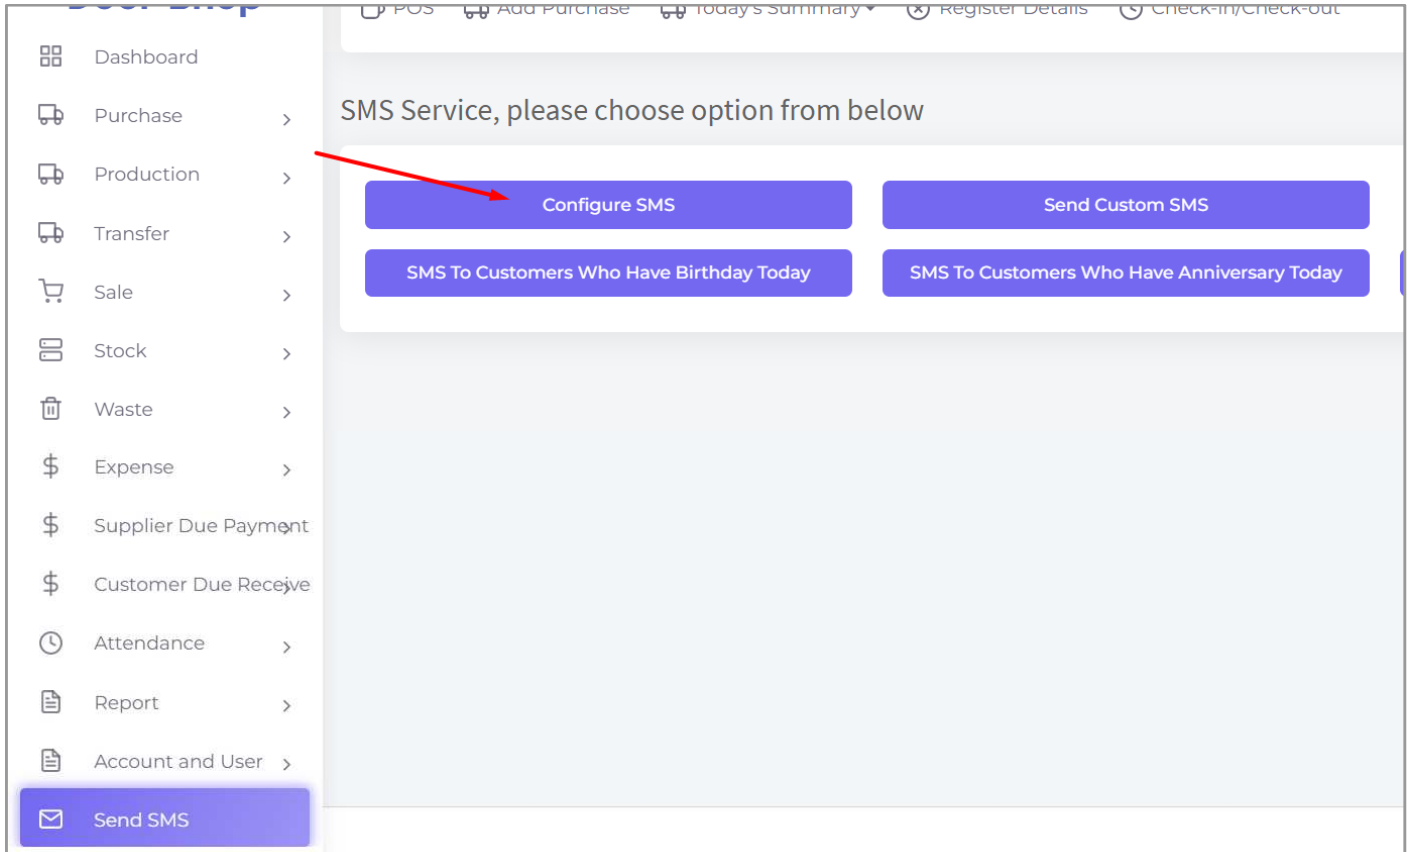 POS Add Purchase Today's Summary Register Details Check-in/Check-out
Dashboard
Purchase
Production
Transfer
Sale
Stock
Waste
Expense
Supplier Due Payment
Customer Due Receive
Attendance
Report
Account and User
Send SMS
SMS Service, please choose option from below
Configure SMS
Send Custom SMS
SMS To Customers Who Have Birthday Today
SMS To Customers Who Have Anniversary Today